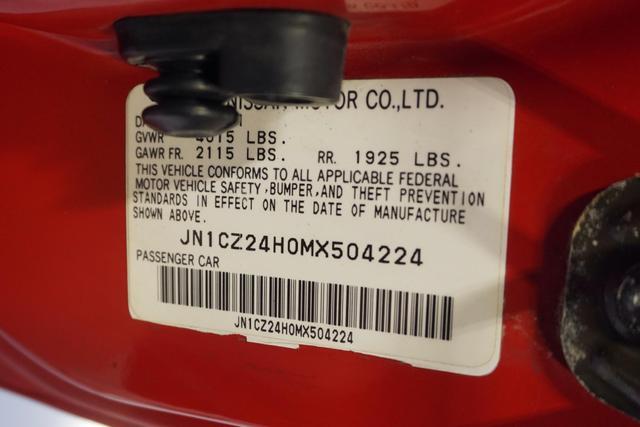 NISSAN MOTOR CO.,LTD.
GVWR 4015 LBS.
GAWR FR. 2115 LBS. RR. 1925 LBS.
THIS VEHICLE CONFORMS TO ALL APPLICABLE FEDERAL
MOTOR VEHICLE SAFETY, BUMPER, AND THEFT PREVENTION
STANDARDS IN EFFECT ON THE DATE OF MANUFACTURE
SHOWN ABOVE.
JN1CZ24H0MX504224
PASSENGER CAR
JN1CZ24H0MX504224